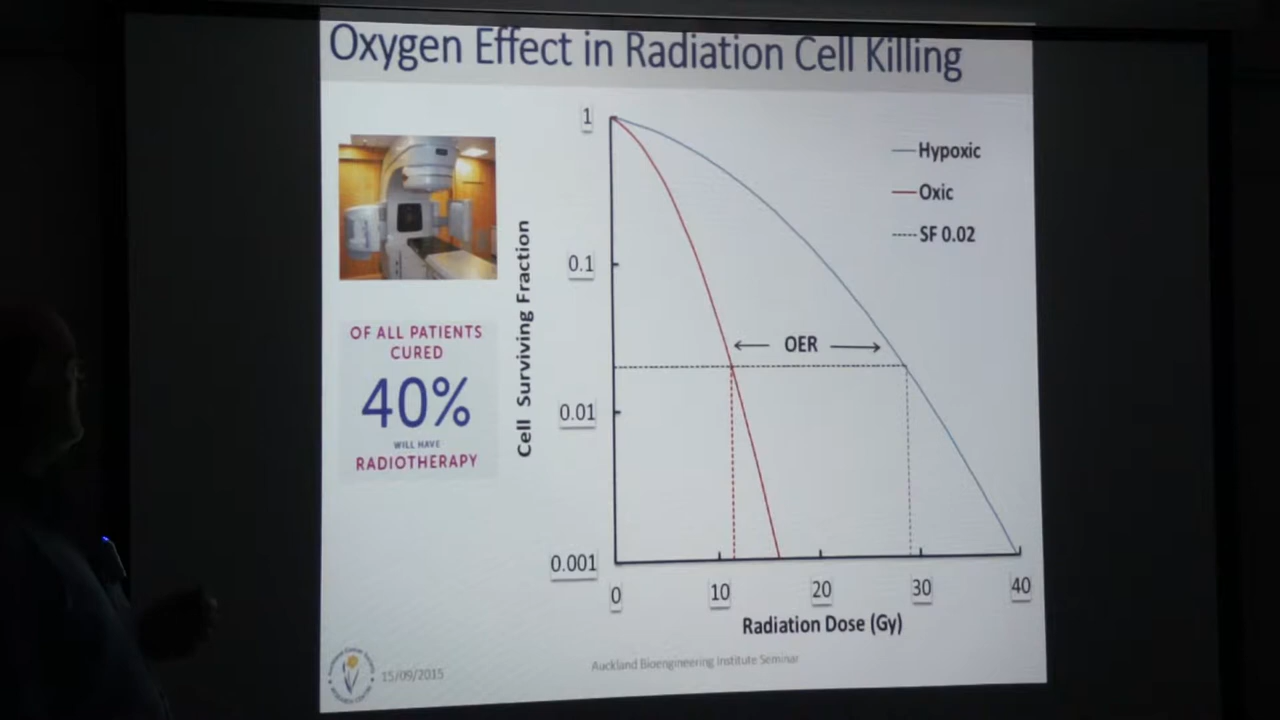 Oxygen Effect in Radiation Cell Killing
OF ALL PATIENTS
CURED
40%
WILL HAVE
RADIOTHERAPY
Cell Surviving Fraction
1
0.1
0.01
0.001
Hypoxic
Oxic
SF 0.02
OER
0
10
20
30
40
Radiation Dose (Gy)
15/09/2015
Auckland Bioengineering Institute Seminar